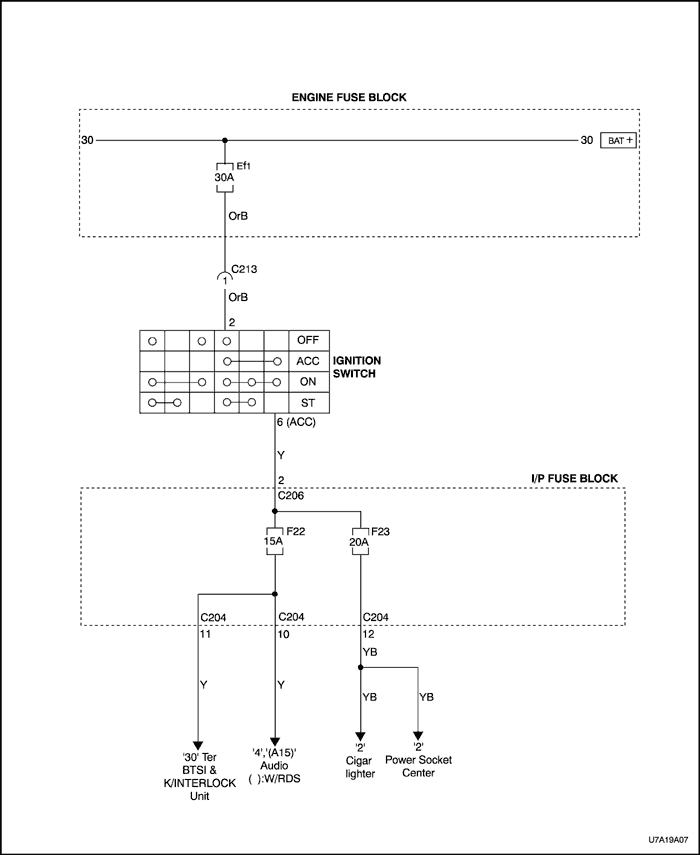 ENGINE FUSE BLOCK
30
30
BAT +
Ef1
30A
OrB
C213
1
OrB
2
OFF
ACC
ON
ST
IGNITION
SWITCH
6 (ACC)
Y
2
C206
I/P FUSE BLOCK
F22
15A
F23
20A
C204
C204
C204
11
10
12
YB
Y
Y
YB
YB
'30' Ter
BTSI &
K/INTERLOCK
Unit
'4','(A15)'
Audio
( ):W/RDS
'2'
Cigar
lighter
'2'
Power Socket
Center
U7A19A07